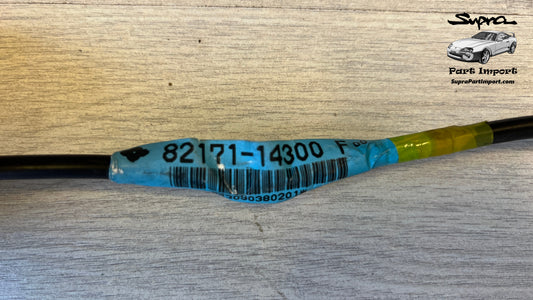 Supra
Part Import
SupraPartImport.com
82171-14300 F